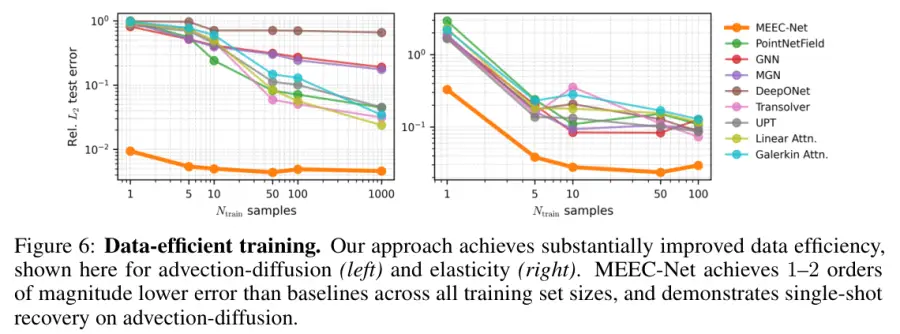 10⁰
10⁻¹
10⁻²
Rel. L₂ test error
1
5
10
50
100
1000
N_train samples
10⁰
10⁻¹
1
5
10
50
100
N_train samples
MEEC-Net
PointNetField
GNN
MGN
DeepONet
Transolver
UPT
Linear Attn.
Galerkin Attn.
Figure 6: Data-efficient training. Our approach achieves substantially improved data efficiency,
shown here for advection-diffusion (left) and elasticity (right). MEEC-Net achieves 1–2 orders
of magnitude lower error than baselines across all training set sizes, and demonstrates single-shot
recovery on advection-diffusion.